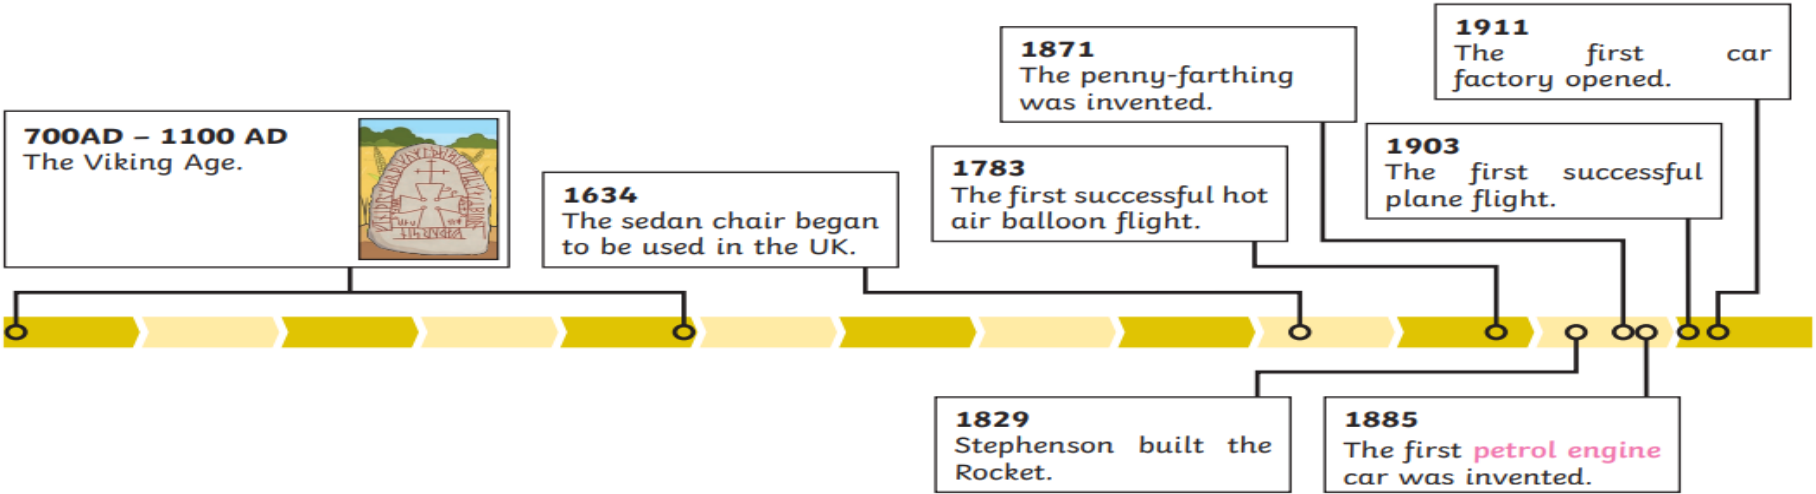 700AD – 1100 AD
The Viking Age.
1634
The sedan chair began
to be used in the UK.
1783
The first successful hot
air balloon flight.
1871
The penny-farthing
was invented.
1903
The first successful
plane flight.
1911
The first car
factory opened.
1829
Stephenson built the
Rocket.
1885
The first petrol engine
car was invented.